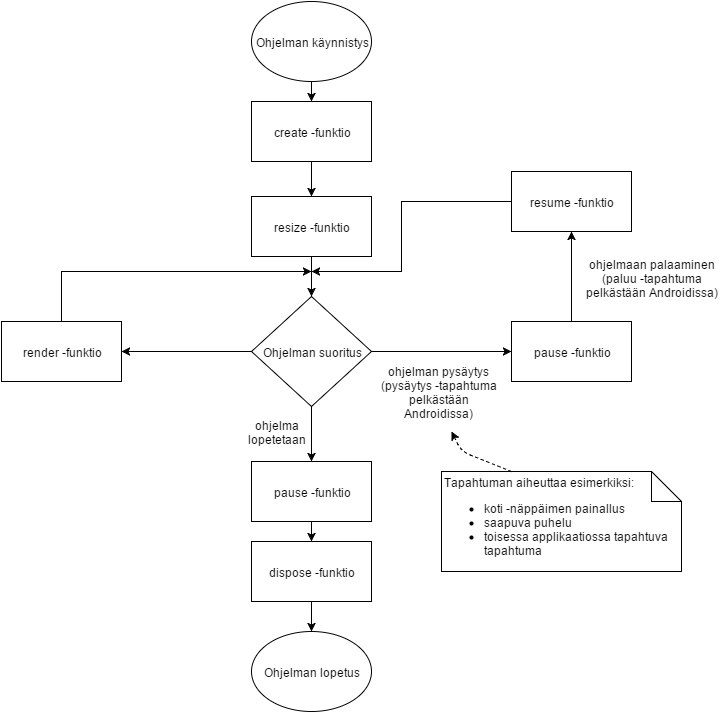 Ohjelman käynnistys
create -funktio
resize -funktio
resume -funktio
ohjelmaan palaaminen
(paluu -tapahtuma
pelkästään Androidissa)
render -funktio
Ohjelman suoritus
pause -funktio
ohjelman pysäytys
(pysäytys -tapahtuma
pelkästään
Androidissa)
ohjelma
lopetetaan
pause -funktio
Tapahtuman aiheuttaa esimerkiksi:
koti -näppäimen painallus
saapuva puhelu
toisessa applikaatiossa tapahtuva
tapahtuma
dispose -funktio
Ohjelman lopetus